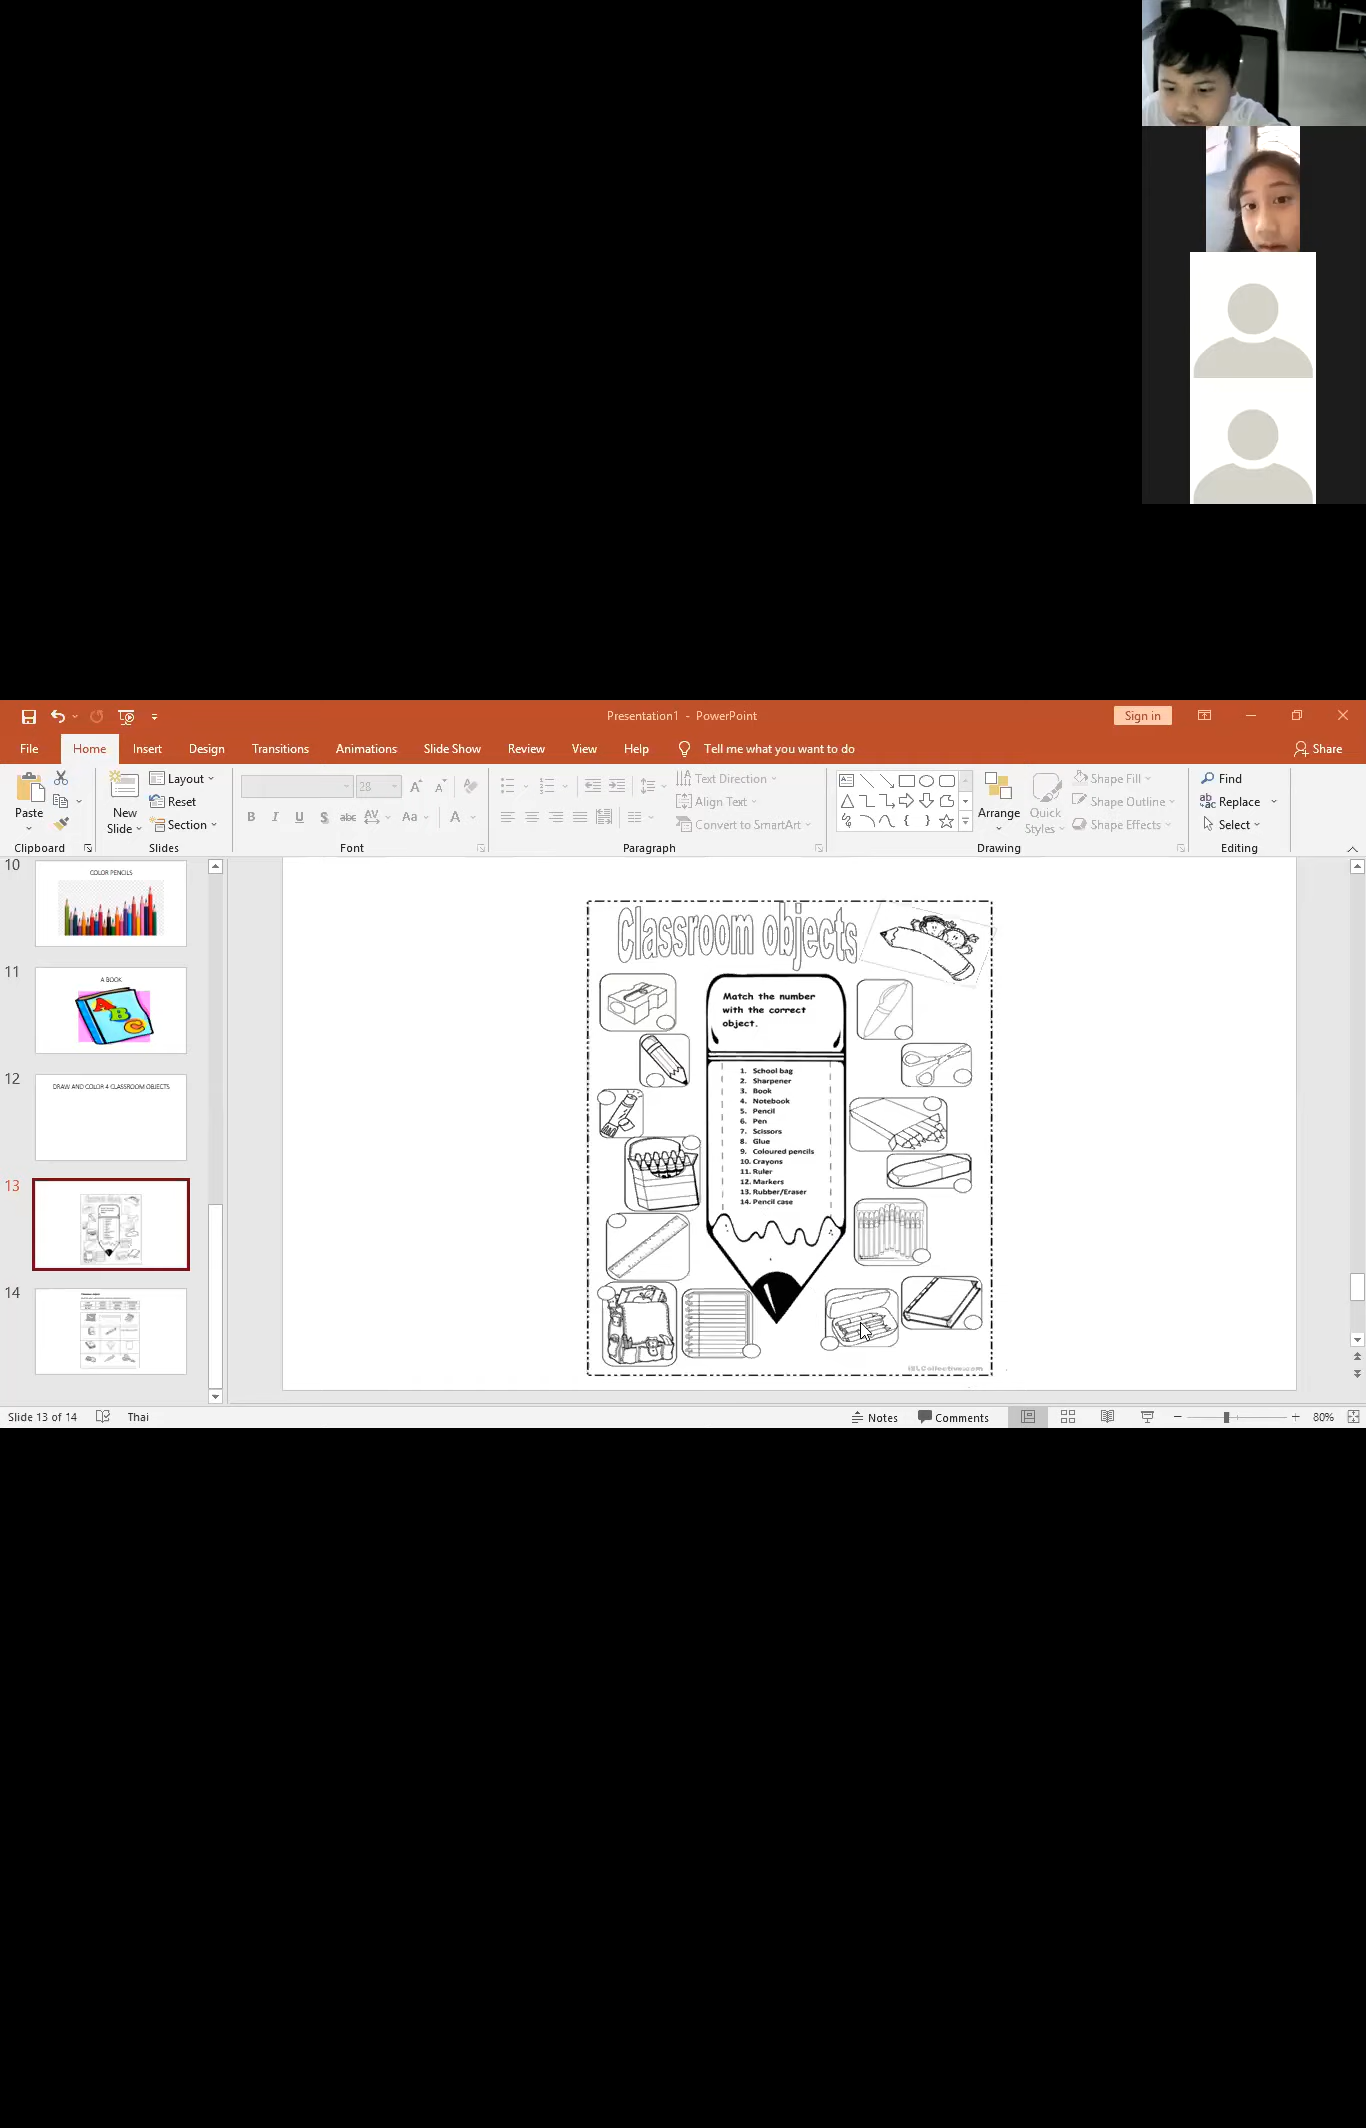 Presentation1 - PowerPoint
Sign in
File
Home
Insert
Design
Transitions
Animations
Slide Show
Review
View
Help
Tell me what you want to do
Share
Paste
Clipboard
New Slide
Layout
Reset
Section
Slides
28
B I U S abc AV Aa A
Font
Text Direction
Align Text
Convert to SmartArt
Paragraph
Arrange
Quick Styles
Shape Fill
Shape Outline
Shape Effects
Drawing
Find
Replace
Select
Editing
10
COLOR PENCILS
11
A BOOK
A B C
12
DRAW AND COLOR 4 CLASSROOM OBJECTS
13
14
Classroom objects
Match the number
with the correct
object.
1. School bag
2. Sharpener
3. Book
4. Notebook
5. Pencil
6. Pen
7. Scissors
8. Glue
9. Coloured pencils
10. Crayons
11. Ruler
12. Markers
13. Rubber/Eraser
14. Pencil case
iSLCollective.com
Slide 13 of 14
Thai
Notes
Comments
80%